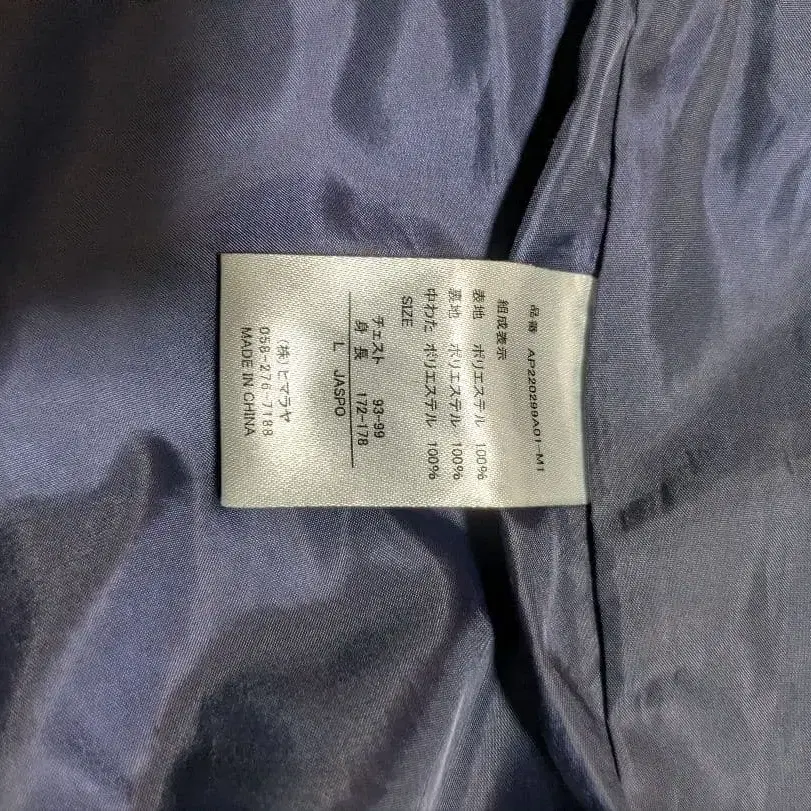 品番 AP220299A01-M1
組成表示
表地 ポリエステル 100%
裏地 ポリエステル 100%
中わた ポリエステル 100%
SIZE
チェスト 93-99
身長 172-178
L JASPO
(株)ヒマラヤ
058-276-7188
MADE IN CHINA